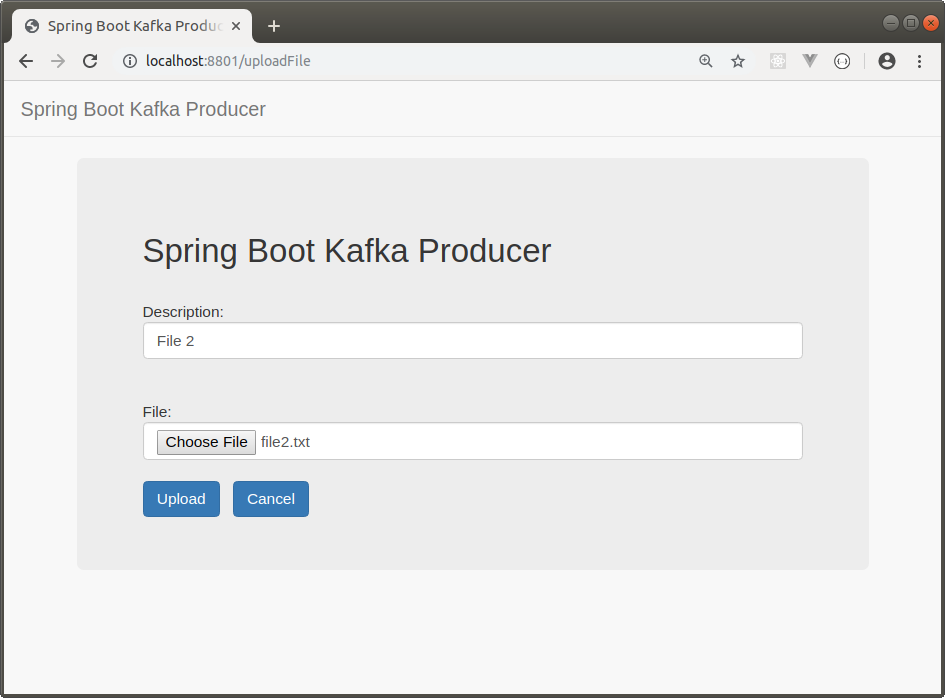 Spring Boot Kafka Produc
localhost:8801/uploadFile
Spring Boot Kafka Producer
Spring Boot Kafka Producer
Description:
File 2
File:
Choose File file2.txt
Upload Cancel